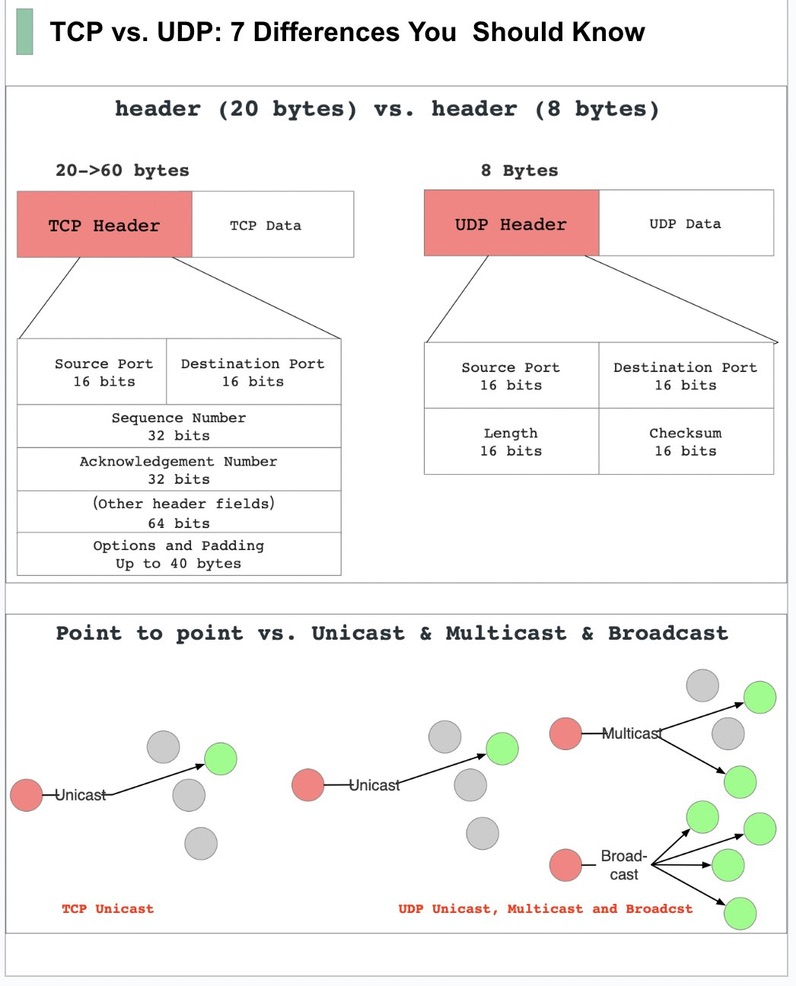 TCP vs. UDP: 7 Differences You  Should Know
header (20 bytes) vs. header (8 bytes)
20->60 bytes
TCP Header
TCP Data
Source Port
16 bits
Destination Port
16 bits
Sequence Number
32 bits
Acknowledgement Number
32 bits
(Other header fields)
64 bits
Options and Padding
Up to 40 bytes
8 Bytes
UDP Header
UDP Data
Source Port
16 bits
Destination Port
16 bits
Length
16 bits
Checksum
16 bits
Point to point vs. Unicast & Multicast & Broadcast
Unicast
TCP Unicast
Unicast
Multicast
Broad-
cast
UDP Unicast, Multicast and Broadcst